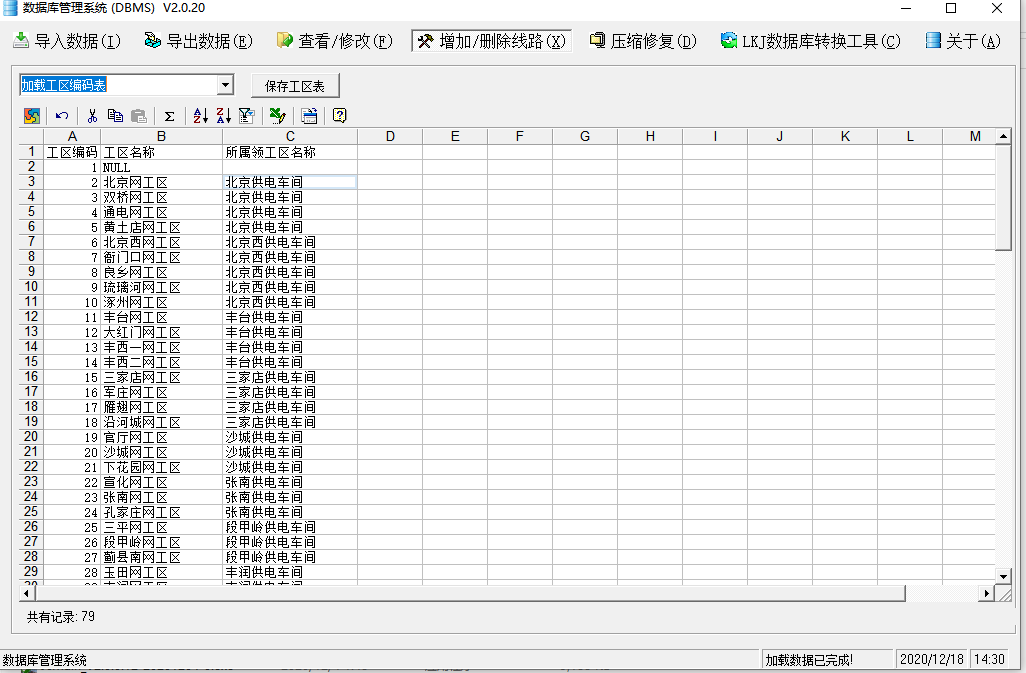 数据库管理系统 (DBMS) V2.0.20
导入数据(I) 导出数据(E) 查看/修改(F) 增加/删除线路(X) 压缩修复(D) LKJ数据库转换工具(C) 关于(A)
加载工区编码表 保存工区表
A B C D E F G H I J K L M
1 工区编码 工区名称 所属领工区名称
2 1 NULL
3 2 北京网工区 北京供电车间
4 3 双桥网工区 北京供电车间
5 4 通电网工区 北京供电车间
6 5 黄土店网工区 北京供电车间
7 6 北京西网工区 北京西供电车间
8 7 衙门口网工区 北京西供电车间
9 8 良乡网工区 北京西供电车间
10 9 琉璃河网工区 北京西供电车间
11 10 涿州网工区 北京西供电车间
12 11 丰台网工区 丰台供电车间
13 12 大红门网工区 丰台供电车间
14 13 丰西一网工区 丰台供电车间
15 14 丰西二网工区 丰台供电车间
16 15 三家店网工区 三家店供电车间
17 16 军庄网工区 三家店供电车间
18 17 雁翅网工区 三家店供电车间
19 18 沿河城网工区 三家店供电车间
20 19 官厅网工区 沙城供电车间
21 20 沙城网工区 沙城供电车间
22 21 下花园网工区 沙城供电车间
23 22 宣化网工区 张南供电车间
24 23 张南网工区 张南供电车间
25 24 孔家庄网工区 张南供电车间
26 25 三平网工区 段甲岭供电车间
27 26 段甲岭网工区 段甲岭供电车间
28 27 蓟县南网工区 段甲岭供电车间
29 28 玉田网工区 丰润供电车间
共有记录: 79
数据库管理系统 加载数据已完成! 2020/12/18 14:30